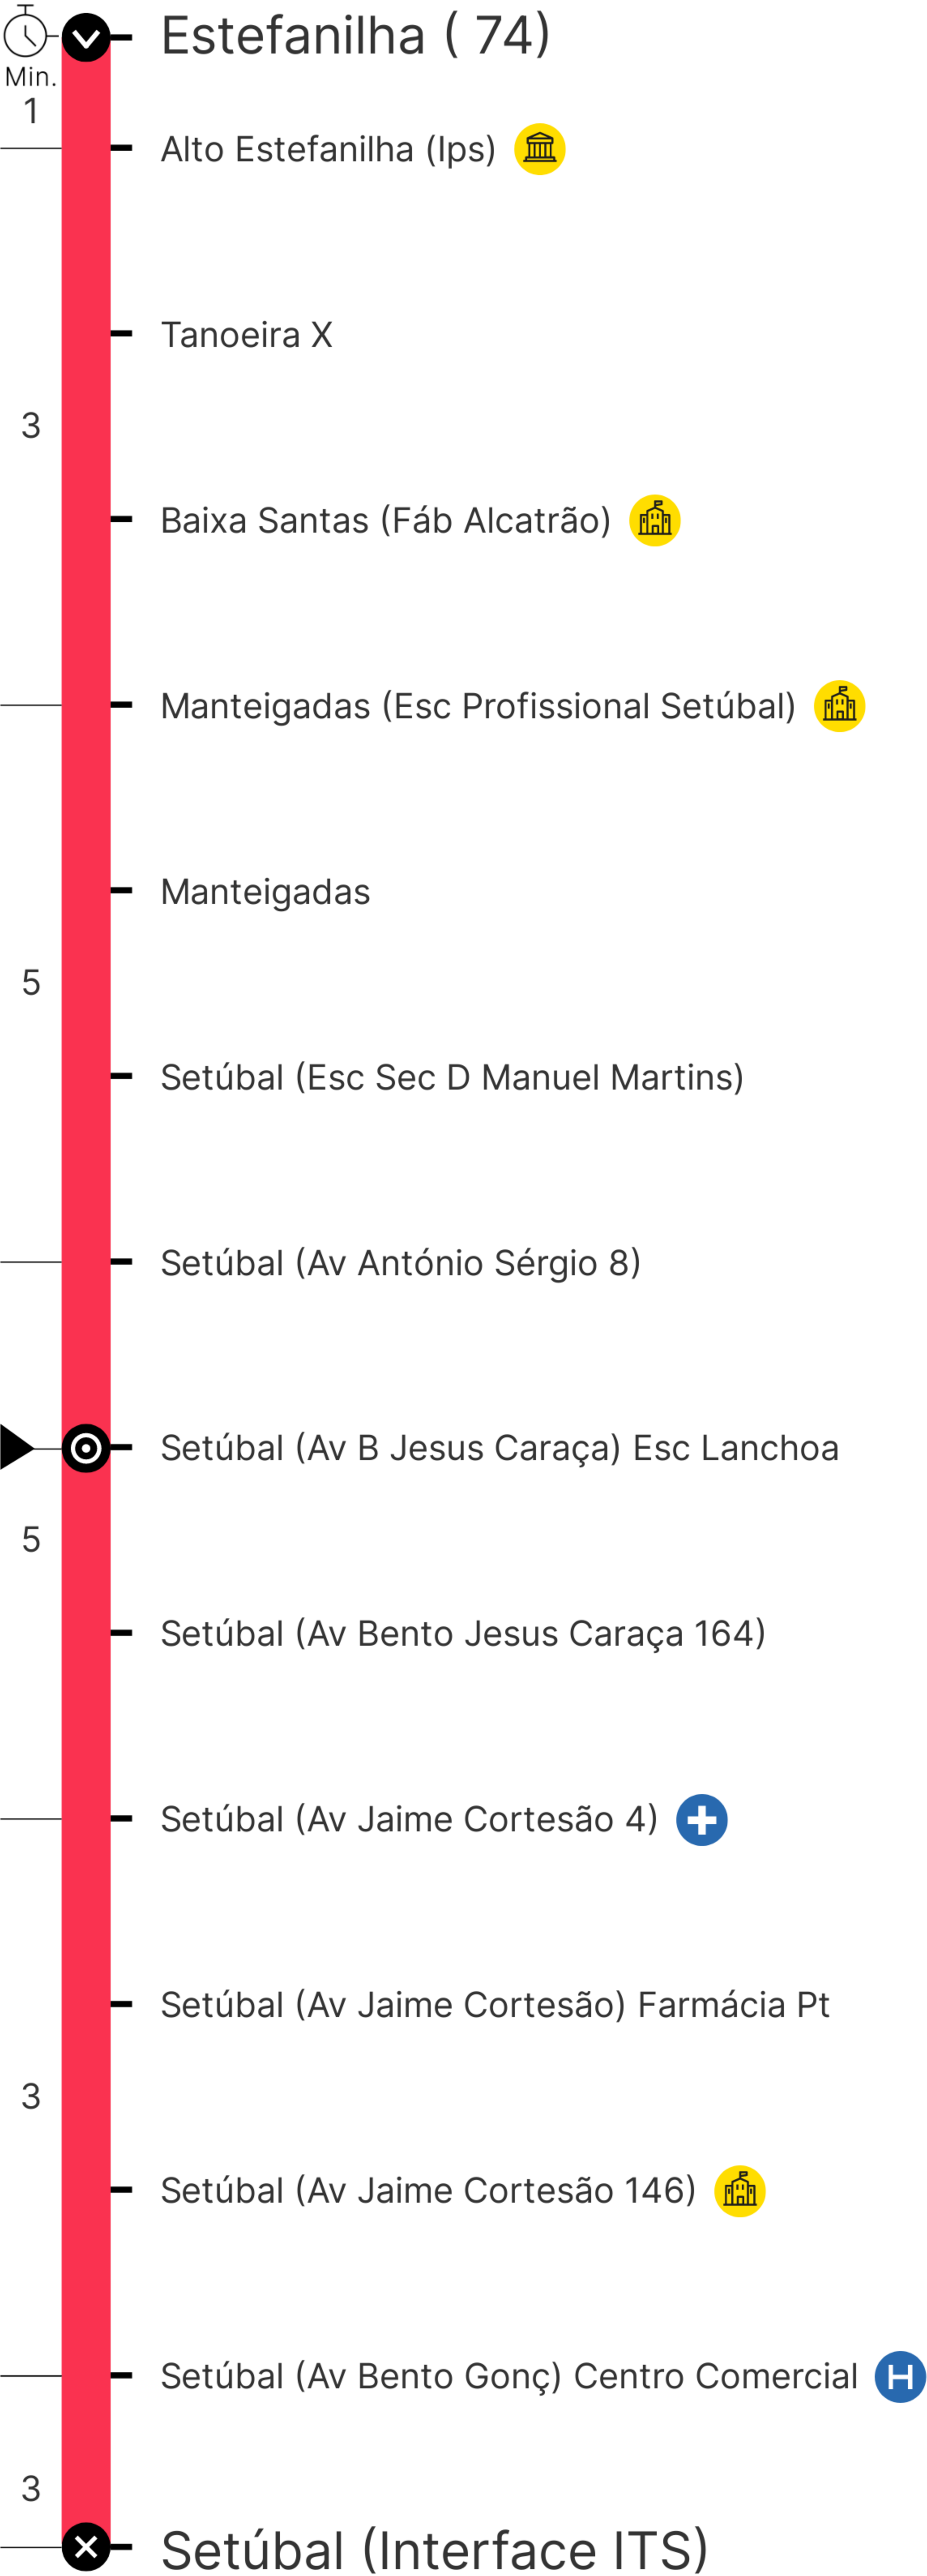 Estefanilha ( 74)
Min.
1
Alto Estefanilha (Ips)
Tanoeira X
3
Baixa Santas (Fáb Alcatrão)
Manteigadas (Esc Profissional Setúbal)
Manteigadas
5
Setúbal (Esc Sec D Manuel Martins)
Setúbal (Av António Sérgio 8)
Setúbal (Av B Jesus Caraça) Esc Lanchoa
5
Setúbal (Av Bento Jesus Caraça 164)
Setúbal (Av Jaime Cortesão 4)
Setúbal (Av Jaime Cortesão) Farmácia Pt
3
Setúbal (Av Jaime Cortesão 146)
Setúbal (Av Bento Gonç) Centro Comercial H
3
Setúbal (Interface ITS)